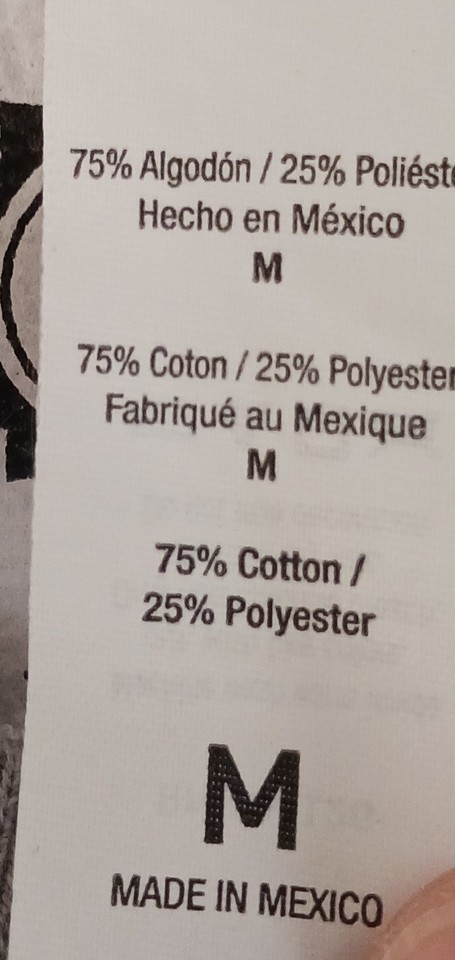 75% Algodón / 25% Poliéste
Hecho en México
M
75% Coton / 25% Polyester
Fabriqué au Mexique
M
75% Cotton /
25% Polyester
M
MADE IN MEXICO